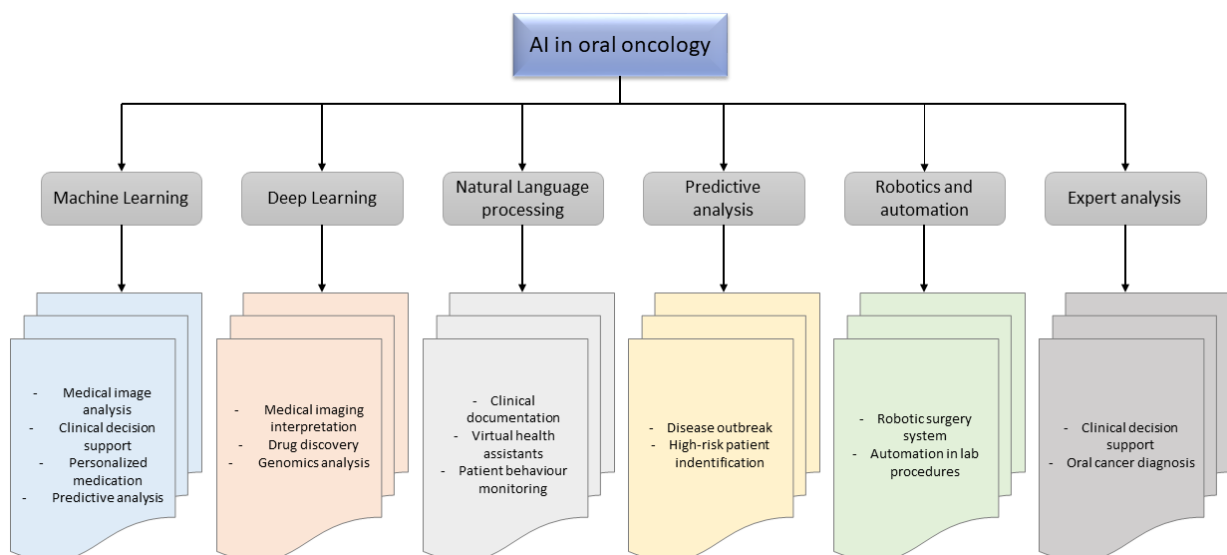 AI in oral oncology
Machine Learning
Deep Learning
Natural Language
processing
Predictive
analysis
Robotics and
automation
Expert analysis
- Medical image
analysis
- Clinical decision
support
- Personalized
medication
- Predictive analysis
- Medical imaging
interpretation
- Drug discovery
- Genomics analysis
- Clinical
documentation
- Virtual health
assistants
- Patient behaviour
monitoring
- Disease outbreak
- High-risk patient
indentification
- Robotic surgery
system
- Automation in lab
procedures
- Clinical decision
support
- Oral cancer diagnosis